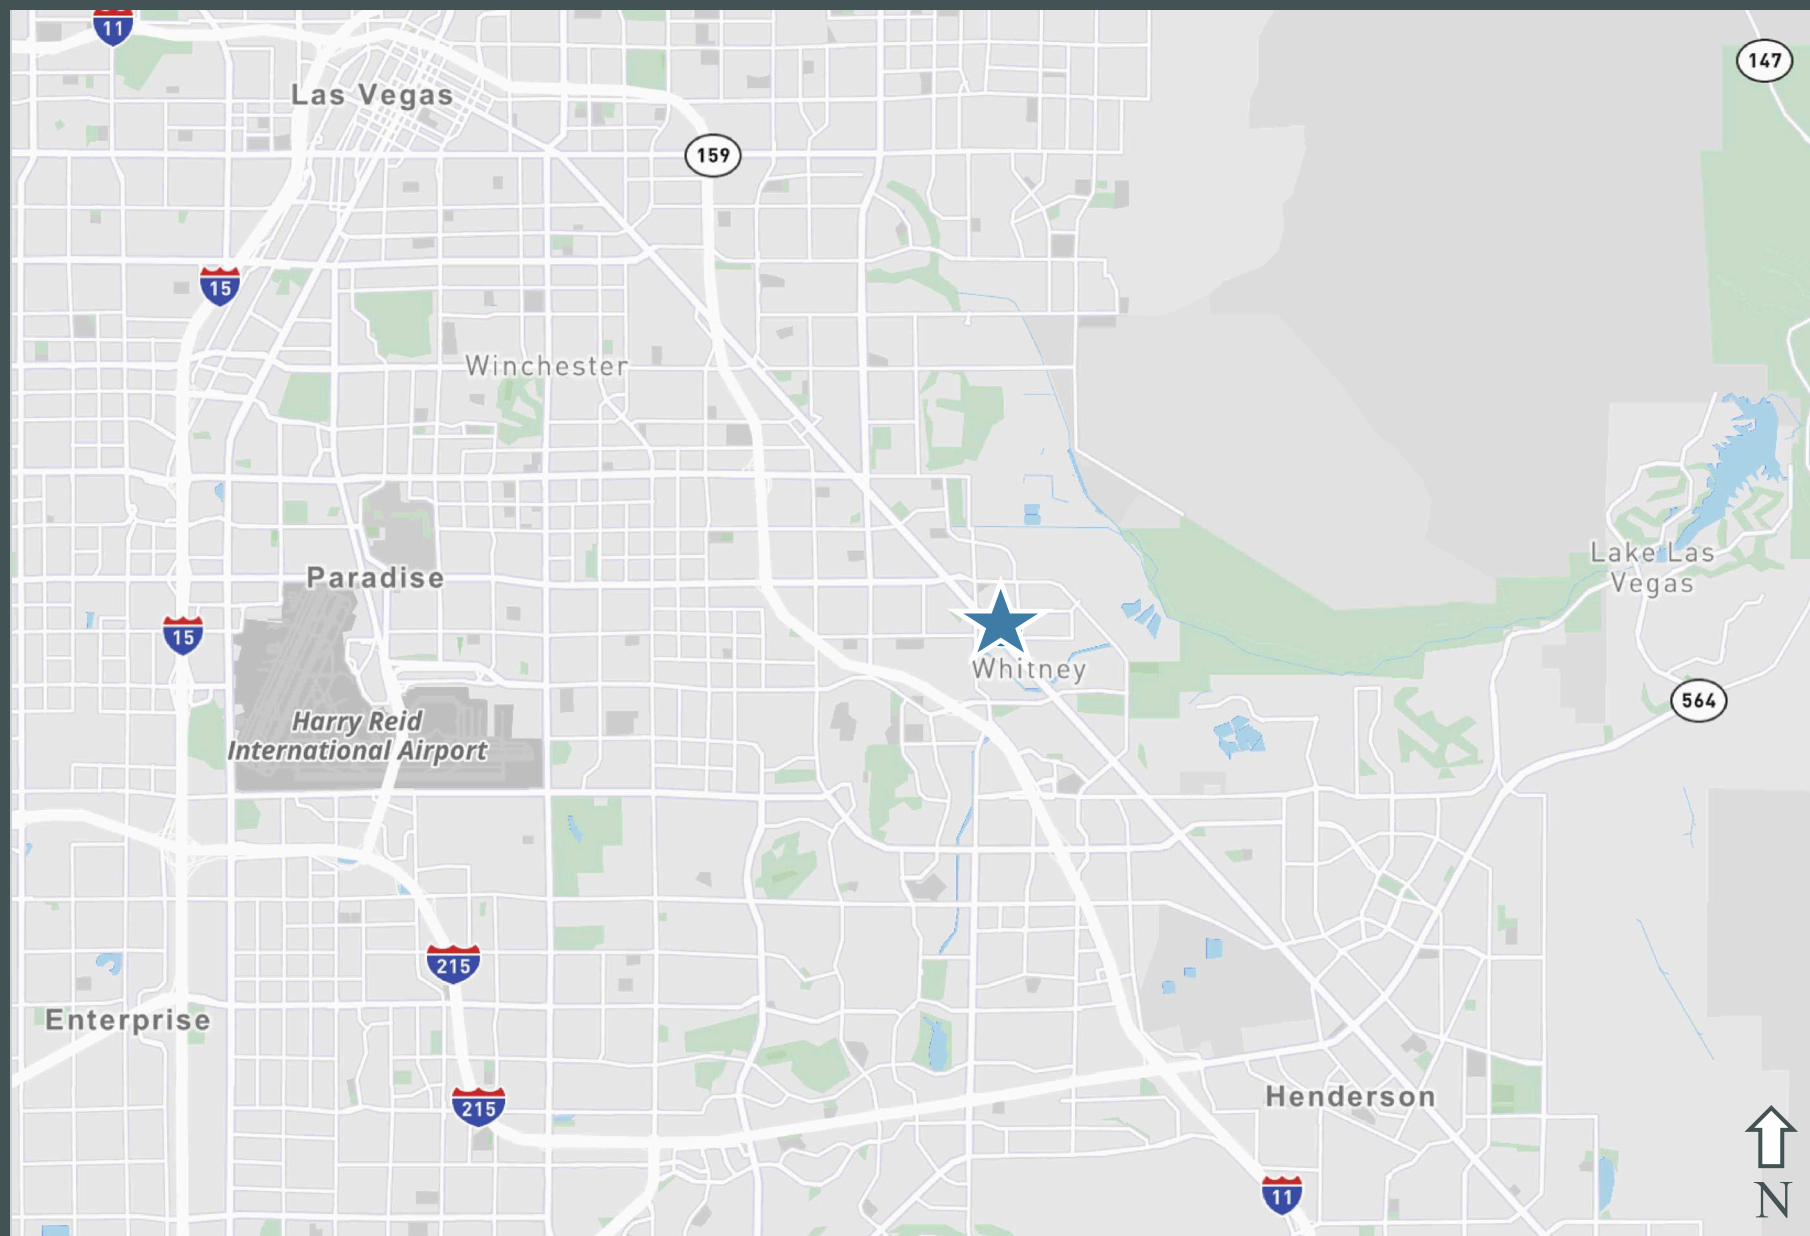 11
147
Las Vegas
159
15
Winchester
Lake Las
Vegas
Paradise
15
Whitney
564
Harry Reid
International Airport
215
Enterprise
Henderson
215
11
N